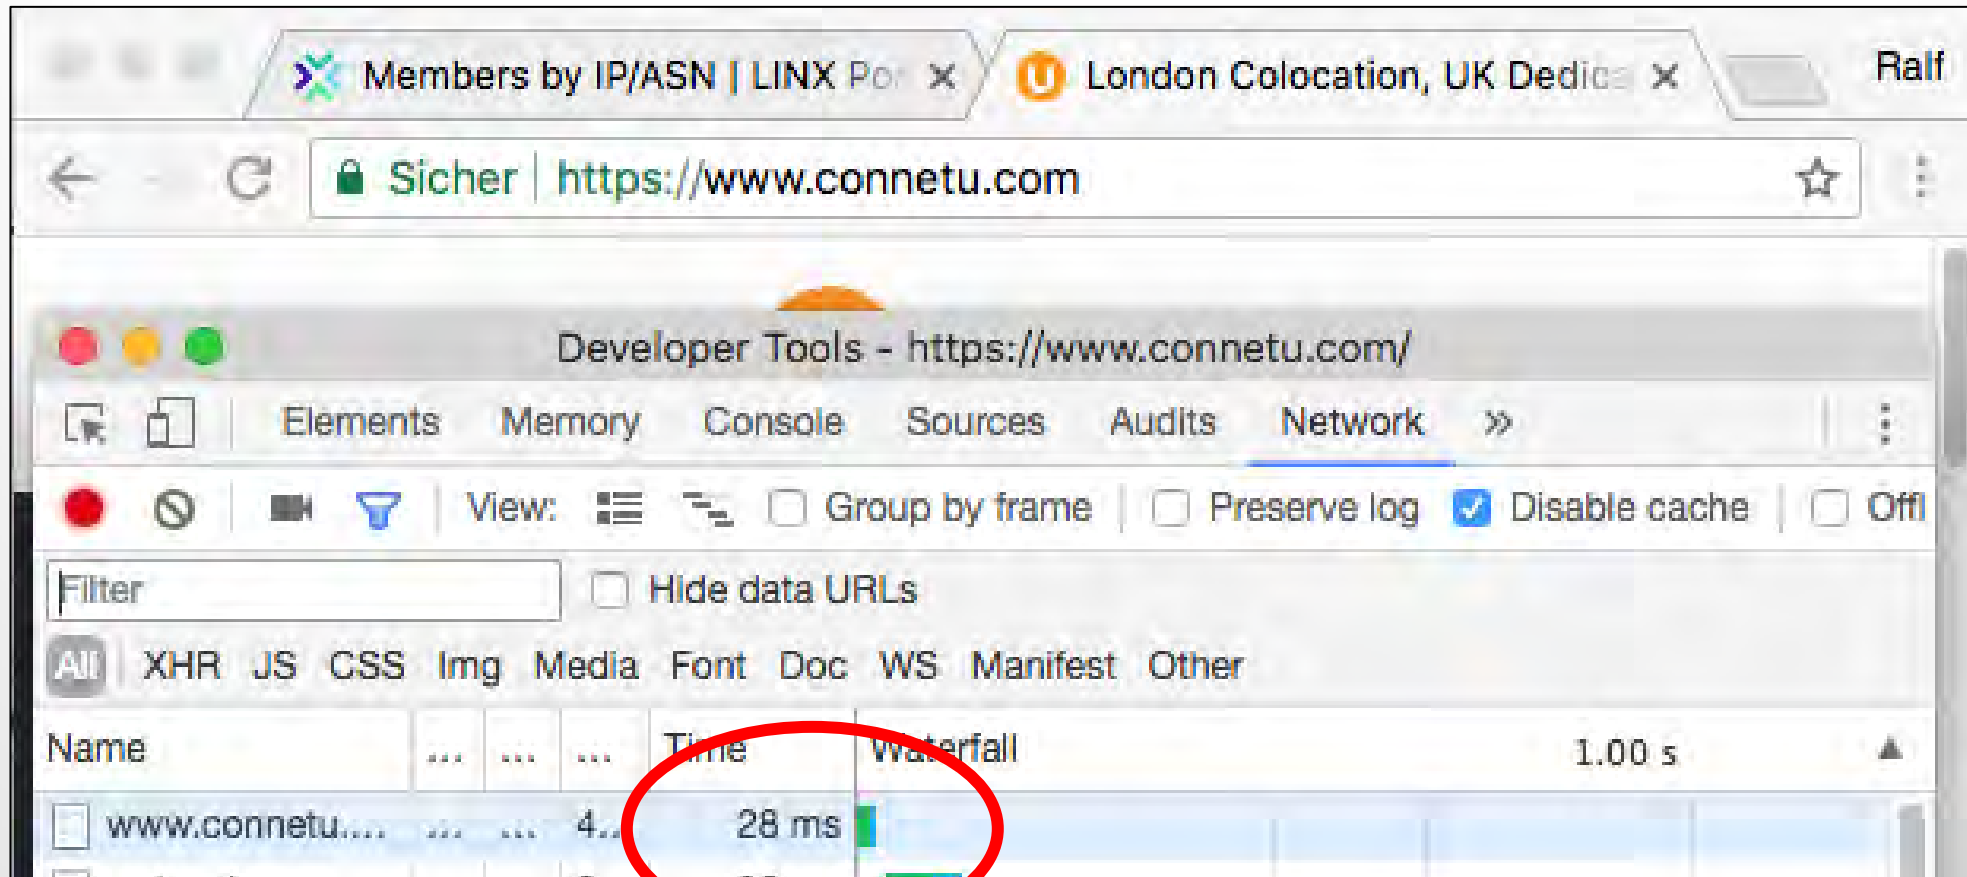 Members by IP/ASN | LINX Po
London Colocation, UK Dedic
Ralf
Sicher
https://www.connetu.com
Developer Tools - https://www.connetu.com/
Elements Memory Console Sources Audits Network »
View: Group by frame Preserve log Disable cache Offl
Filter Hide data URLs
All XHR JS CSS Img Media Font Doc WS Manifest Other
Name ... ... ... Time Waterfall 1.00 s
www.connetu.... ... ... 4.. 28 ms